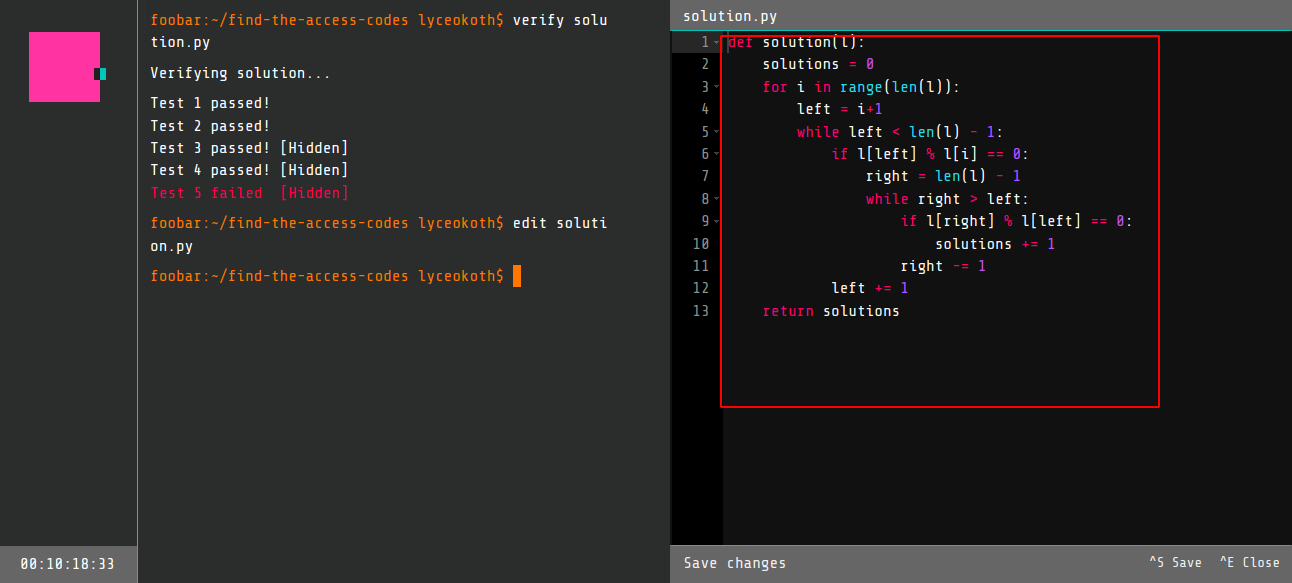 foobar:~/find-the-access-codes lyceokoth$ verify solu
tion.py
Verifying solution...
Test 1 passed!
Test 2 passed!
Test 3 passed! [Hidden]
Test 4 passed! [Hidden]
Test 5 failed  [Hidden]
foobar:~/find-the-access-codes lyceokoth$ edit soluti
on.py
foobar:~/find-the-access-codes lyceokoth$
00:10:18:33
solution.py
1 def solution(l):
2     solutions = 0
3     for i in range(len(l)):
4         left = i+1
5         while left < len(l) - 1:
6             if l[left] % l[i] == 0:
7                 right = len(l) - 1
8                 while right > left:
9                     if l[right] % l[left] == 0:
10                         solutions += 1
11                     right -= 1
12             left += 1
13     return solutions
Save changes
^S Save ^E Close